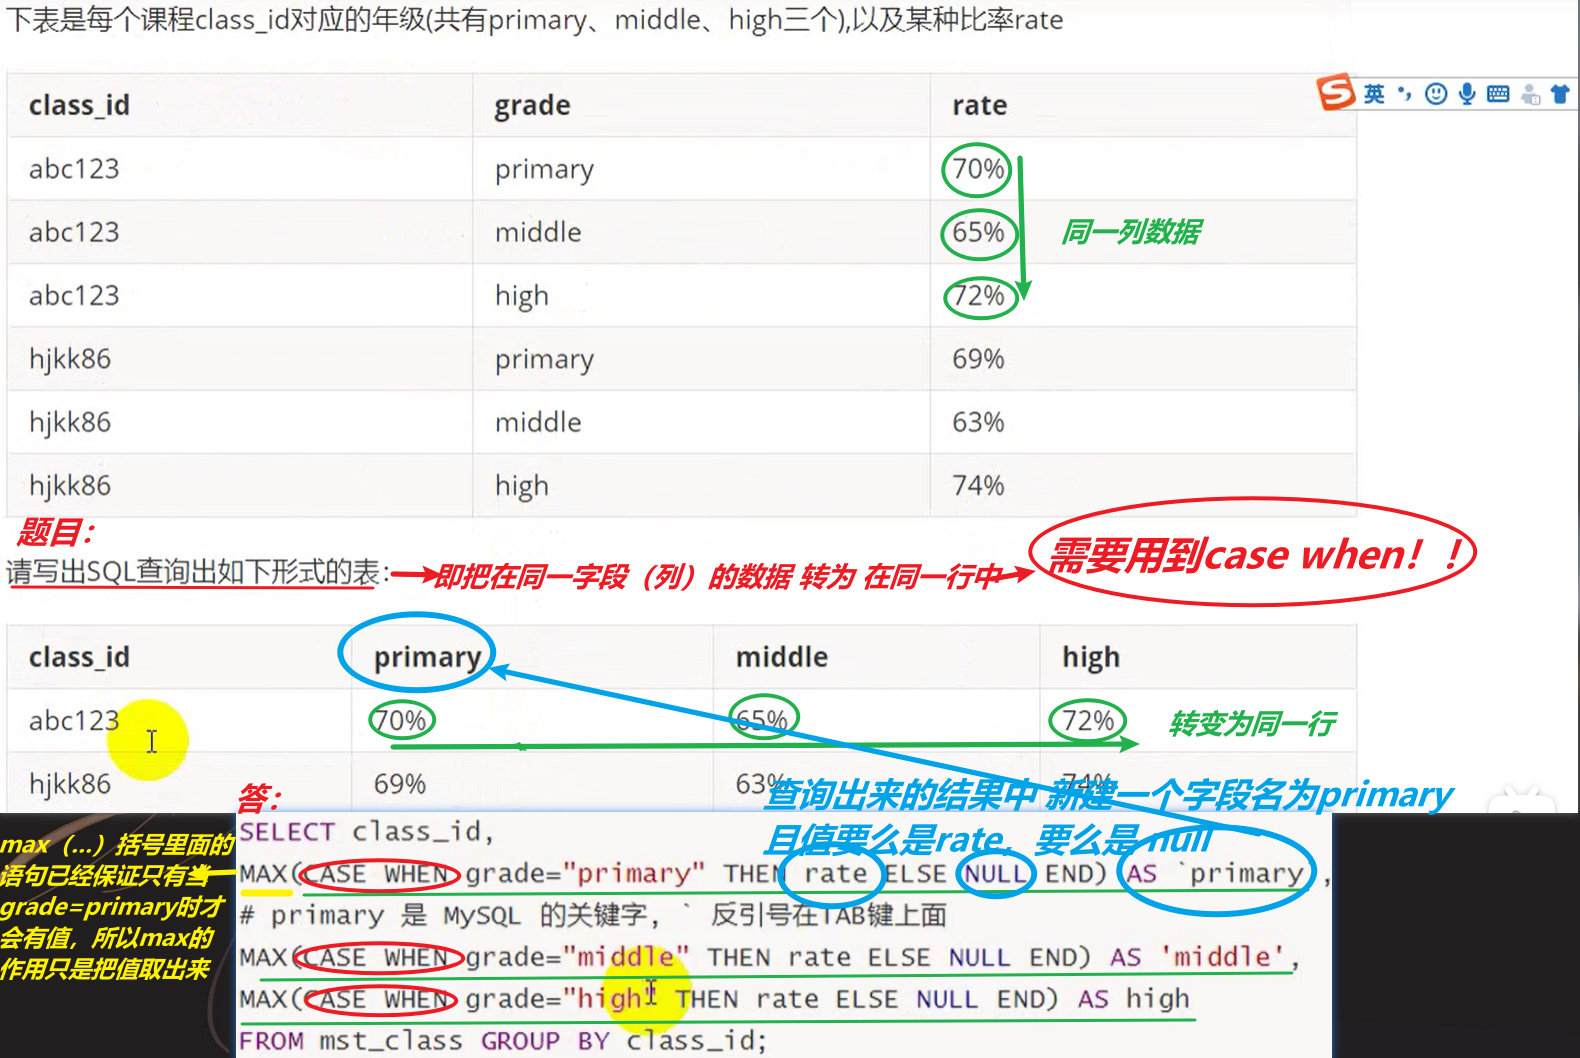 下表是每个课程class_id对应的年级(共有primary、middle、high三个),以及某种比率rate
英
class_id grade rate
abc123 primary 70%
abc123 middle 65%
同一列数据
abc123 high 72%
hjkk86 primary 69%
hjkk86 middle 63%
hjkk86 high 74%
题目：
请写出SQL查询出如下形式的表:
即把在同一字段（列）的数据 转为 在同一行中
需要用到case when！！
class_id primary middle high
abc123 70% 65% 72%
转变为同一行
hjkk86 69% 63% 74%
查询出来的结果中 新建一个字段名为primary
且值要么是rate，要么是 null
答：
max（...）括号里面的
语句已经保证只有当
grade=primary时才
会有值，所以max的
作用只是把值取出来
SELECT class_id,
MAX(CASE WHEN grade="primary" THEN rate ELSE NULL END) AS `primary`,
# primary 是 MySQL 的关键字，` 反引号在TAB键上面
MAX(CASE WHEN grade="middle" THEN rate ELSE NULL END) AS 'middle',
MAX(CASE WHEN grade="high" THEN rate ELSE NULL END) AS high
FROM mst_class GROUP BY class_id;